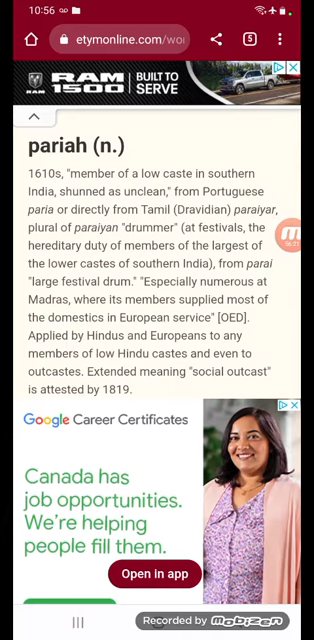 10:56
etymonline.com/wor
5
RAM
RAM
1500
BUILT TO
SERVE
pariah (n.)
1610s, "member of a low caste in southern
India, shunned as unclean," from Portuguese
paria or directly from Tamil (Dravidian) paraiyar,
plural of paraiyan "drummer" (at festivals, the
hereditary duty of members of the largest of
the lower castes of southern India), from parai
"large festival drum." "Especially numerous at
Madras, where its members supplied most of
the domestics in European service" [OED].
Applied by Hindus and Europeans to any
members of low Hindu castes and even to
outcastes. Extended meaning "social outcast"
is attested by 1819.
Google Career Certificates
Canada has
job opportunities.
We're helping
people fill them.
Open in app
Recorded by mobizen